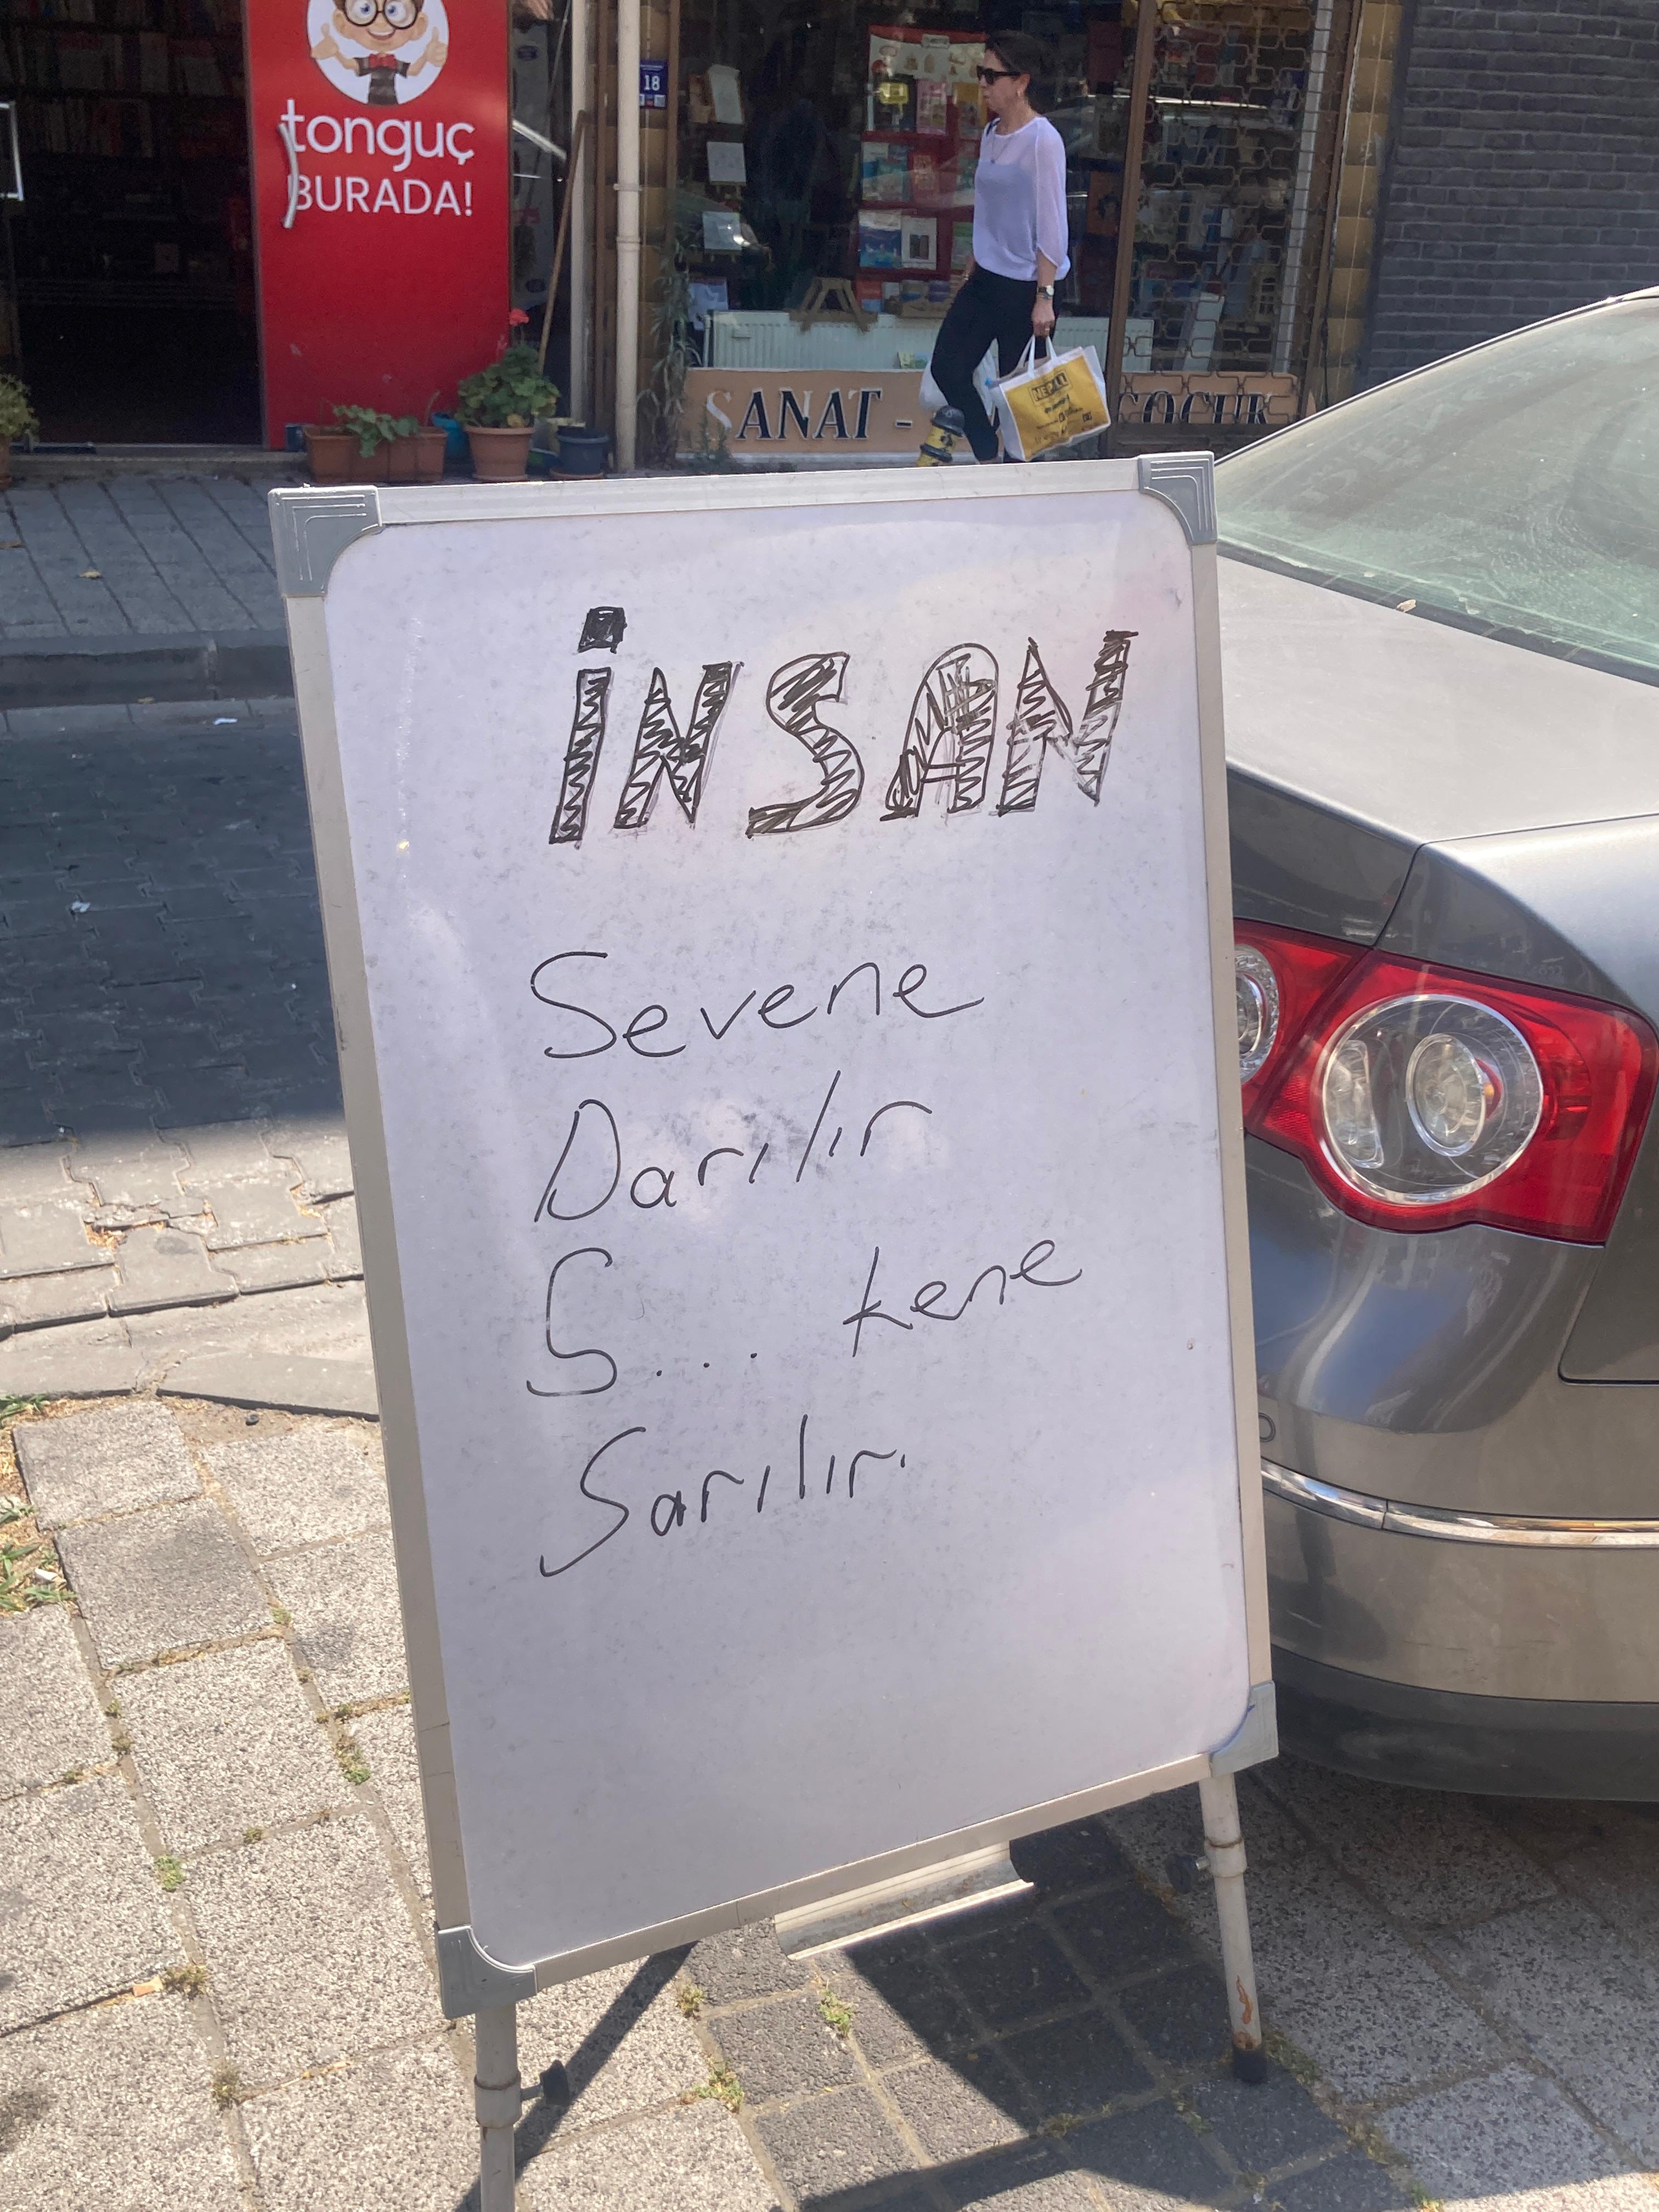 tonguç
BURADA!
18
SANAT -
ÇOCUK
İNSAN
Sevene
Darılır
S... kene
Sarılır.